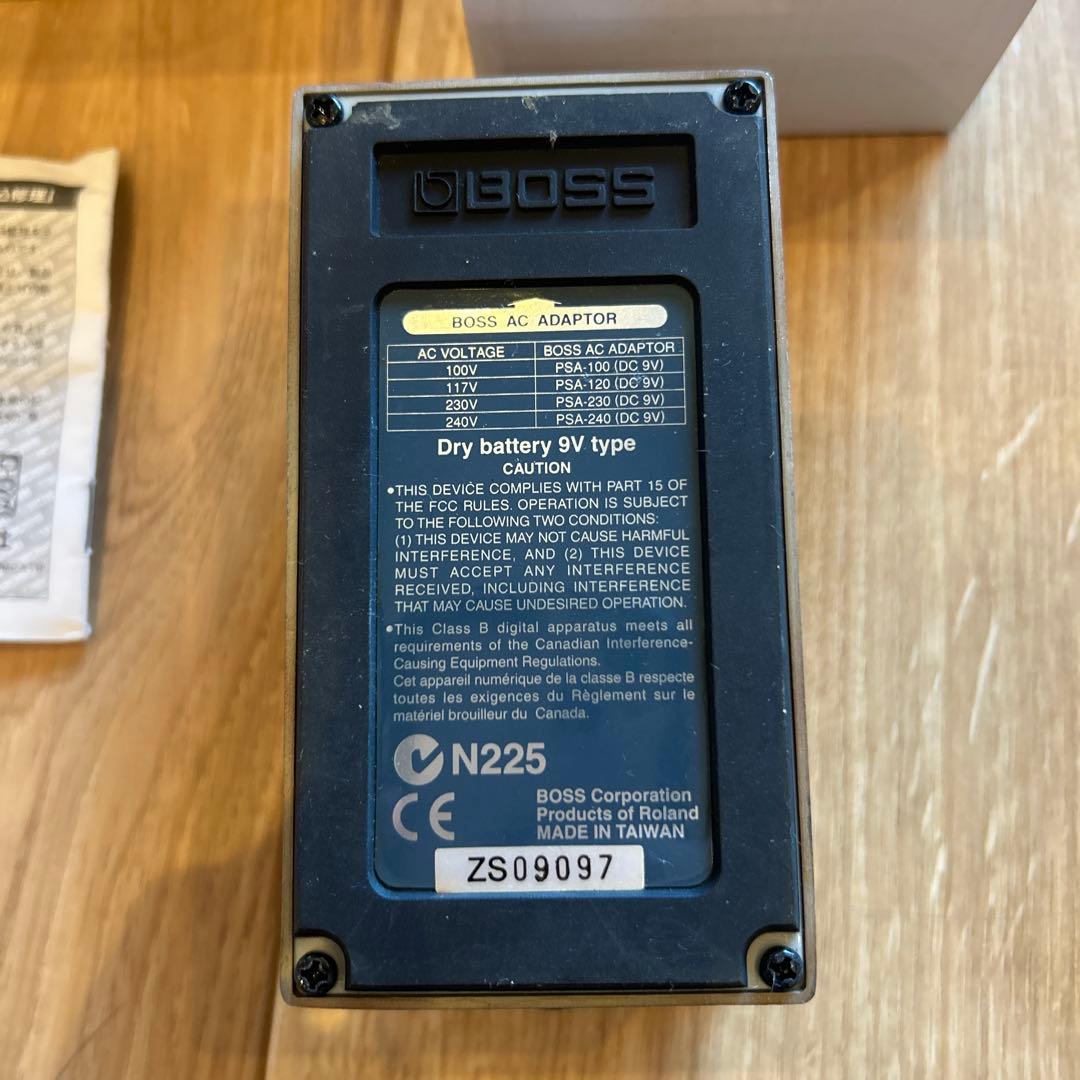 BOSS
BOSS AC ADAPTOR
AC VOLTAGE BOSS AC ADAPTOR
100V PSA-100 (DC 9V)
117V PSA-120 (DC 9V)
230V PSA-230 (DC 9V)
240V PSA-240 (DC 9V)
Dry battery 9V type
CAUTION
•THIS DEVICE COMPLIES WITH PART 15 OF
THE FCC RULES. OPERATION IS SUBJECT
TO THE FOLLOWING TWO CONDITIONS:
(1) THIS DEVICE MAY NOT CAUSE HARMFUL
INTERFERENCE, AND (2) THIS DEVICE
MUST ACCEPT ANY INTERFERENCE
RECEIVED, INCLUDING INTERFERENCE
THAT MAY CAUSE UNDESIRED OPERATION.
•This Class B digital apparatus meets all
requirements of the Canadian Interference-
Causing Equipment Regulations.
Cet appareil numérique de la classe B respecte
toutes les exigences du Règlement sur le
matériel brouilleur du Canada.
N225
CE
BOSS Corporation
Products of Roland
MADE IN TAIWAN
ZS09097